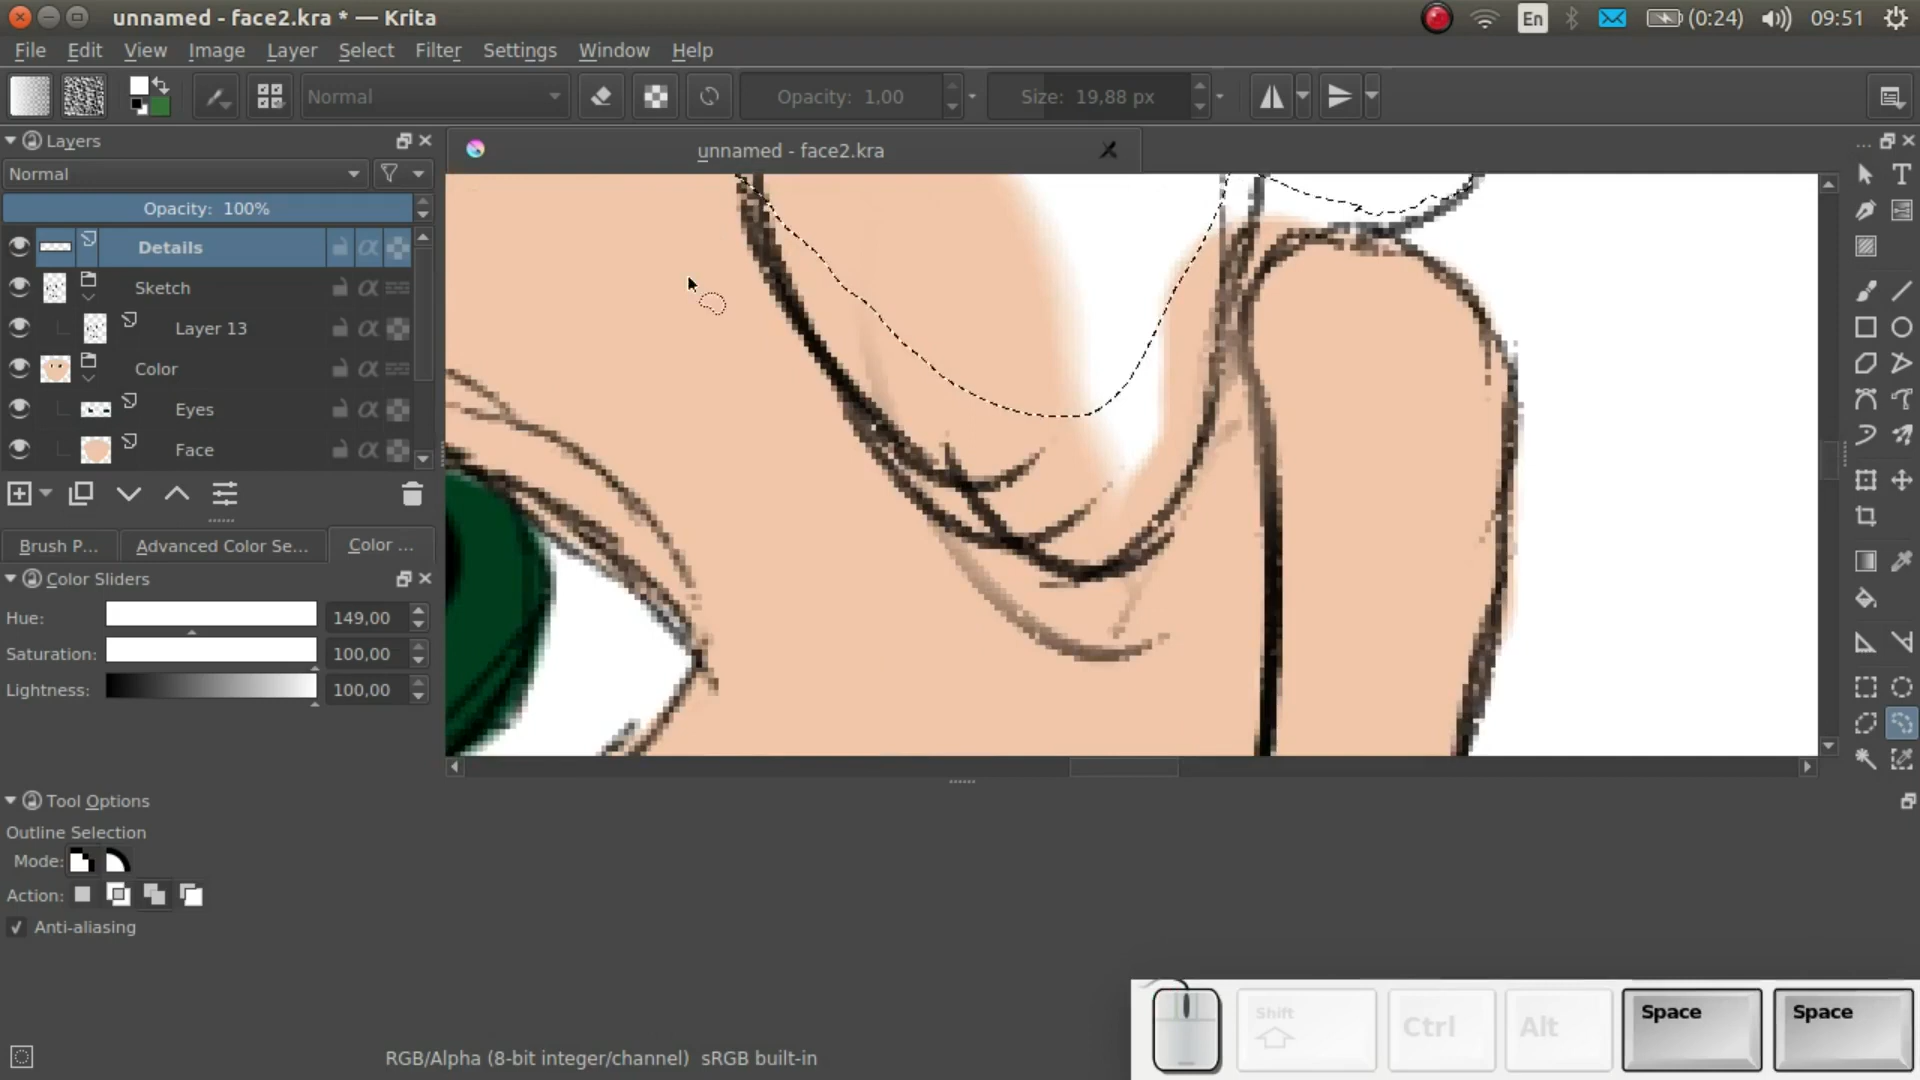 unnamed - face2.kra * — Krita
En
(0:24)
09:51
File Edit View Image Layer Select Filter Settings Window Help
Normal
Opacity: 1,00
Size: 19,88 px
Layers
unnamed - face2.kra
Normal
Opacity: 100%
Details
Sketch
Layer 13
Color
Eyes
Face
Brush P... Advanced Color Se... Color ...
Color Sliders
Hue: 149,00
Saturation: 100,00
Lightness: 100,00
Tool Options
Outline Selection
Mode:
Action:
Anti-aliasing
Shift
Ctrl
Alt
Space
Space
RGB/Alpha (8-bit integer/channel) sRGB built-in